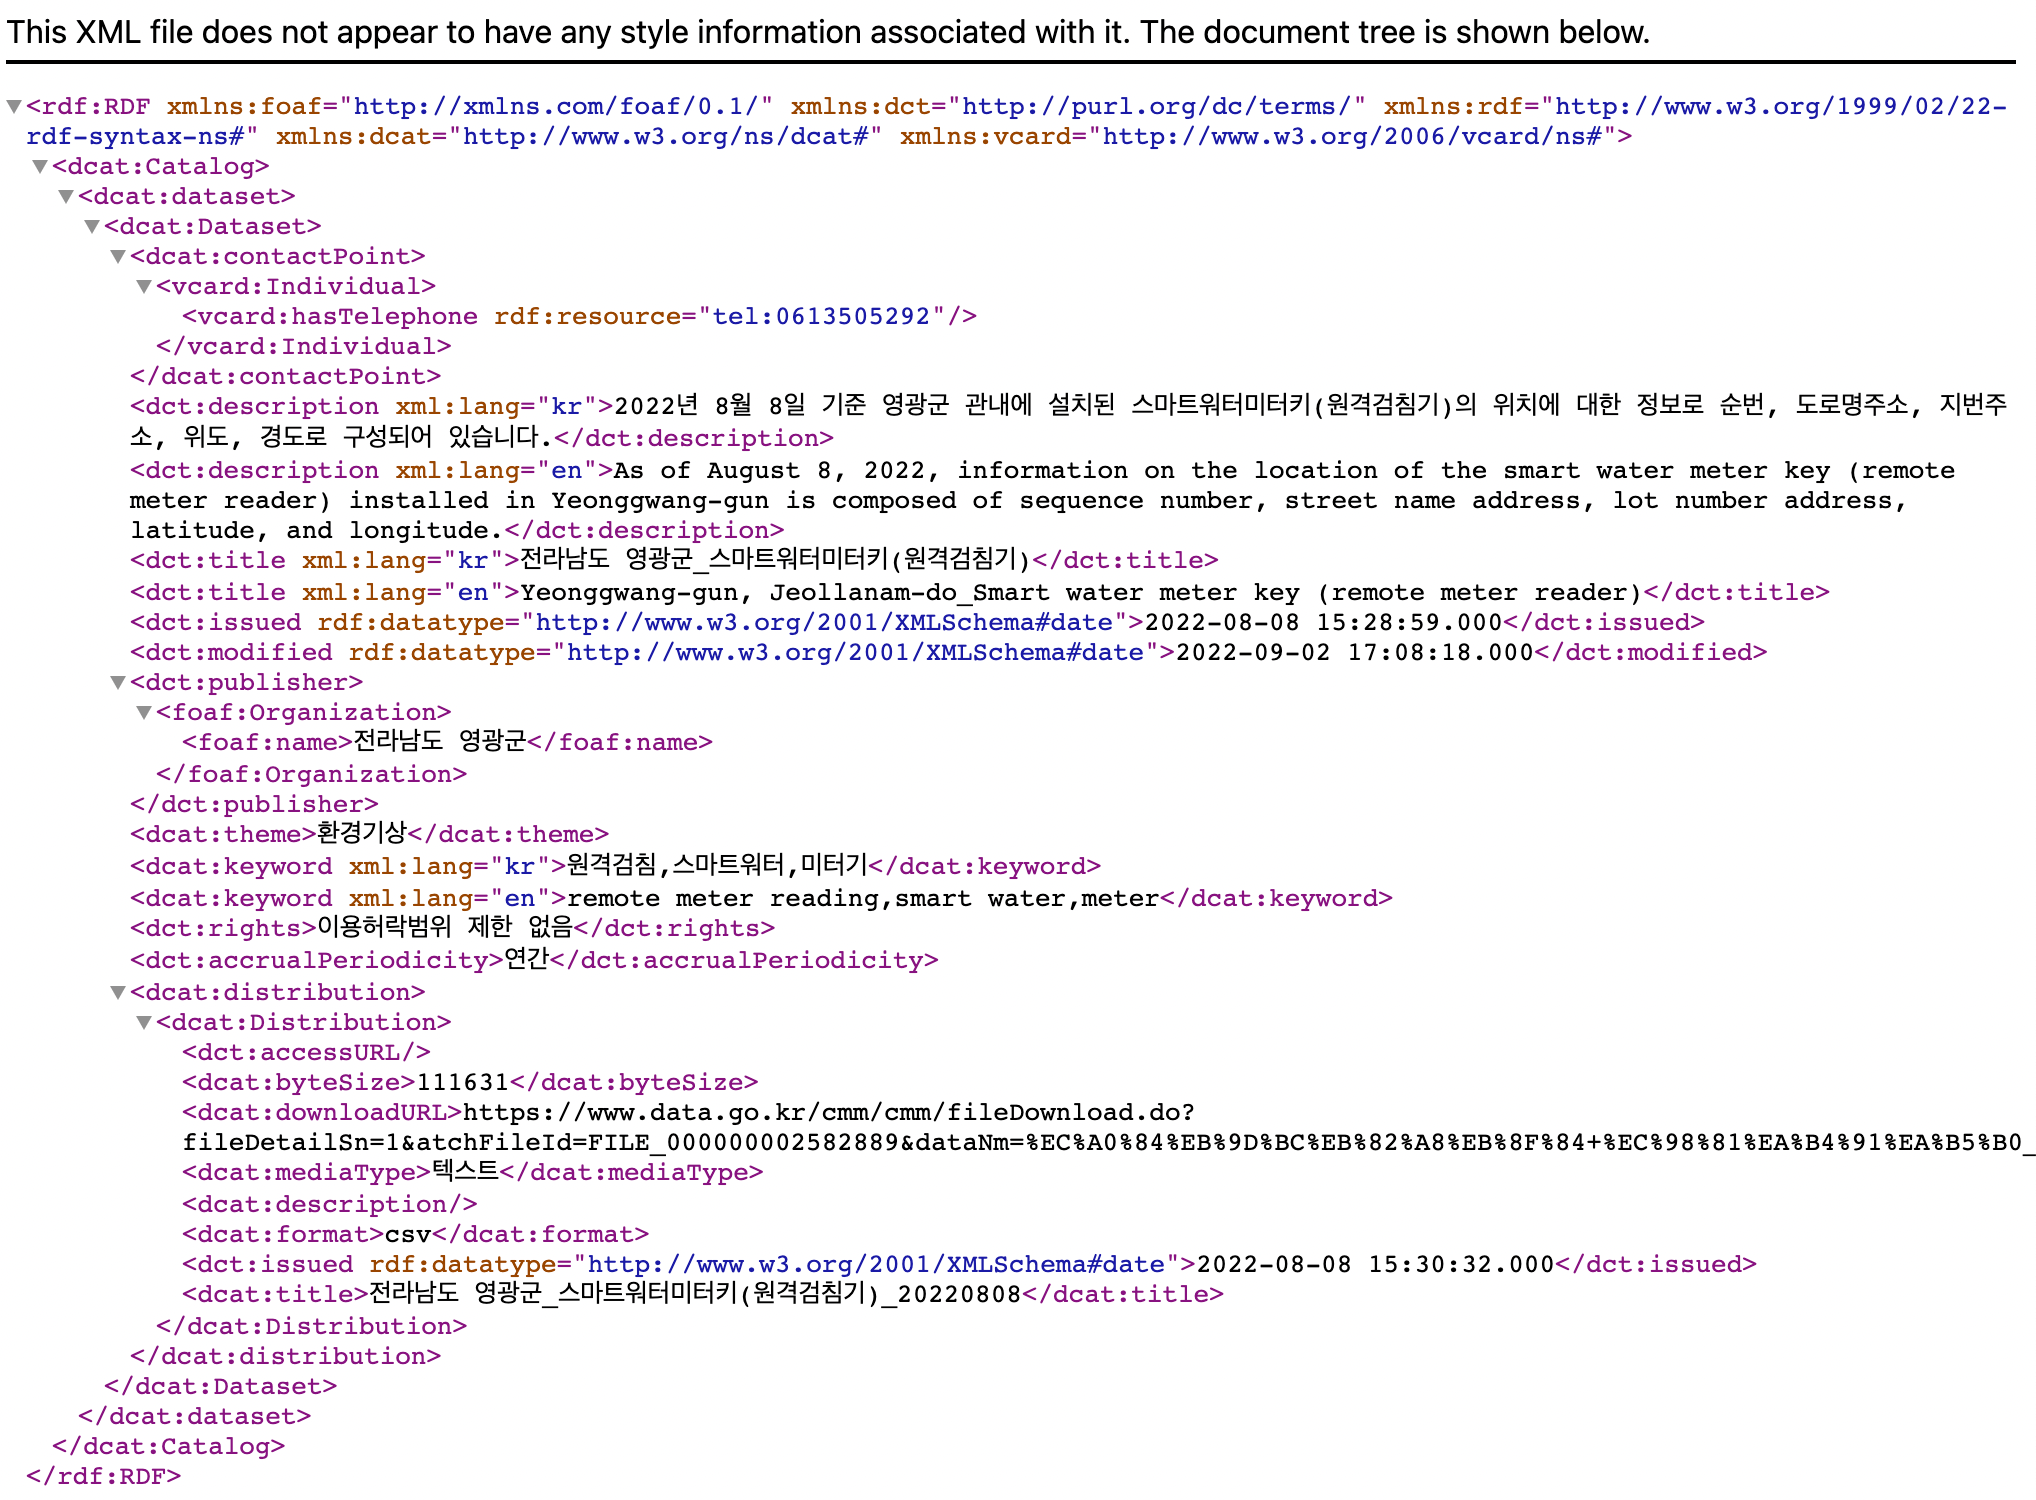 This XML file does not appear to have any style information associated with it. The document tree is shown below.
<rdf:RDF xmlns:foaf="http://xmlns.com/foaf/0.1/" xmlns:dct="http://purl.org/dc/terms/" xmlns:rdf="http://www.w3.org/1999/02/22-
rdf-syntax-ns#" xmlns:dcat="http://www.w3.org/ns/dcat#" xmlns:vcard="http://www.w3.org/2006/vcard/ns#">
<dcat:Catalog>
<dcat:dataset>
<dcat:Dataset>
<dcat:contactPoint>
<vcard:Individual>
<vcard:hasTelephone rdf:resource="tel:0613505292"/>
</vcard:Individual>
</dcat:contactPoint>
<dct:description xml:lang="kr">2022년 8월 8일 기준 영광군 관내에 설치된 스마트워터미터키(원격검침기)의 위치에 대한 정보로 순번, 도로명주소, 지번주
소, 위도, 경도로 구성되어 있습니다.</dct:description>
<dct:description xml:lang="en">As of August 8, 2022, information on the location of the smart water meter key (remote
meter reader) installed in Yeonggwang-gun is composed of sequence number, street name address, lot number address,
latitude, and longitude.</dct:description>
<dct:title xml:lang="kr">전라남도 영광군_스마트워터미터키(원격검침기)</dct:title>
<dct:title xml:lang="en">Yeonggwang-gun, Jeollanam-do_Smart water meter key (remote meter reader)</dct:title>
<dct:issued rdf:datatype="http://www.w3.org/2001/XMLSchema#date">2022-08-08 15:28:59.000</dct:issued>
<dct:modified rdf:datatype="http://www.w3.org/2001/XMLSchema#date">2022-09-02 17:08:18.000</dct:modified>
<dct:publisher>
<foaf:Organization>
<foaf:name>전라남도 영광군</foaf:name>
</foaf:Organization>
</dct:publisher>
<dcat:theme>환경기상</dcat:theme>
<dcat:keyword xml:lang="kr">원격검침,스마트워터,미터기</dcat:keyword>
<dcat:keyword xml:lang="en">remote meter reading,smart water,meter</dcat:keyword>
<dct:rights>이용허락범위 제한 없음</dct:rights>
<dct:accrualPeriodicity>연간</dct:accrualPeriodicity>
<dcat:distribution>
<dcat:Distribution>
<dct:accessURL/>
<dcat:byteSize>111631</dcat:byteSize>
<dcat:downloadURL>https://www.data.go.kr/cmm/cmm/fileDownload.do?
fileDetailSn=1&atchFileId=FILE_000000002582889&dataNm=%EC%A0%84%EB%9D%BC%EB%82%A8%EB%8F%84+%EC%98%81%EA%B4%91%EA%B5%B0_
<dcat:mediaType>텍스트</dcat:mediaType>
<dcat:description/>
<dcat:format>csv</dcat:format>
<dct:issued rdf:datatype="http://www.w3.org/2001/XMLSchema#date">2022-08-08 15:30:32.000</dct:issued>
<dcat:title>전라남도 영광군_스마트워터미터키(원격검침기)_20220808</dcat:title>
</dcat:Distribution>
</dcat:distribution>
</dcat:Dataset>
</dcat:dataset>
</dcat:Catalog>
</rdf:RDF>